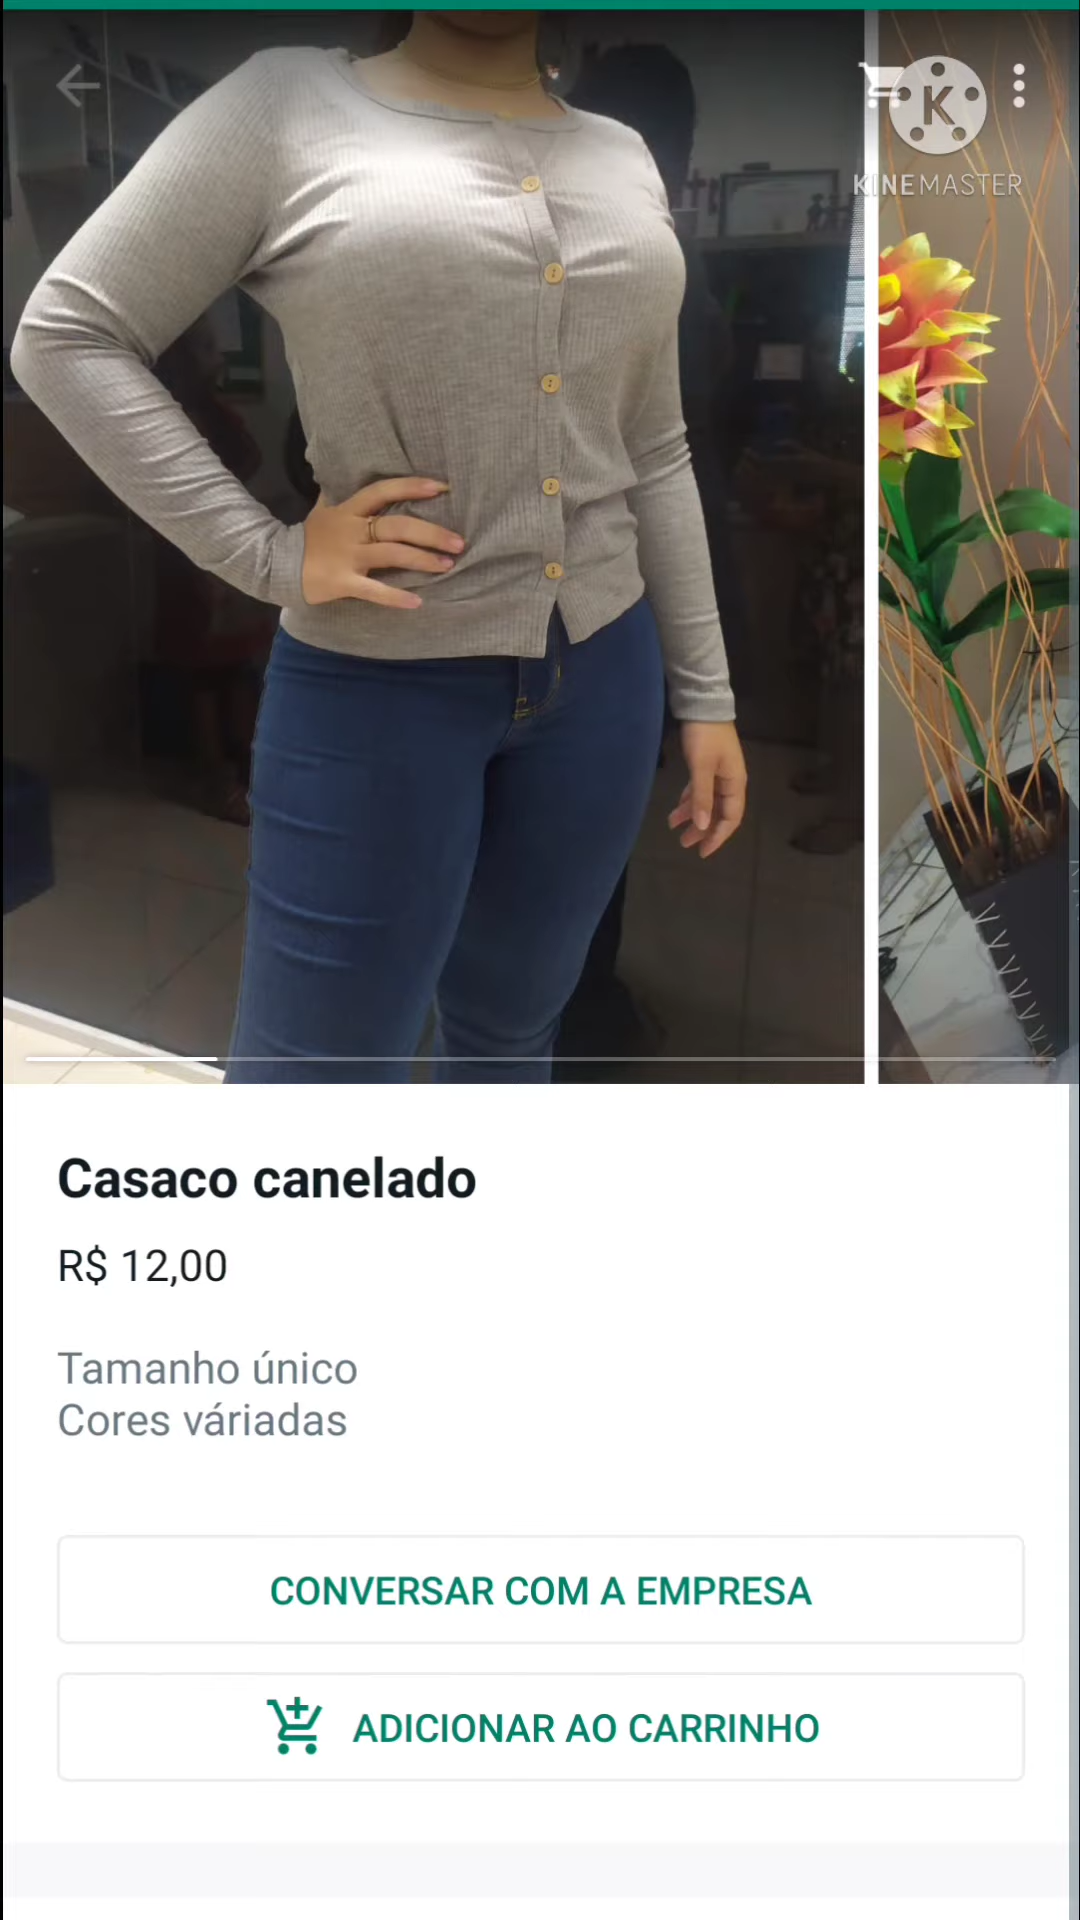 K
KINEMASTER
Casaco canelado
R$ 12,00
Tamanho único
Cores váriadas
CONVERSAR COM A EMPRESA
ADICIONAR AO CARRINHO